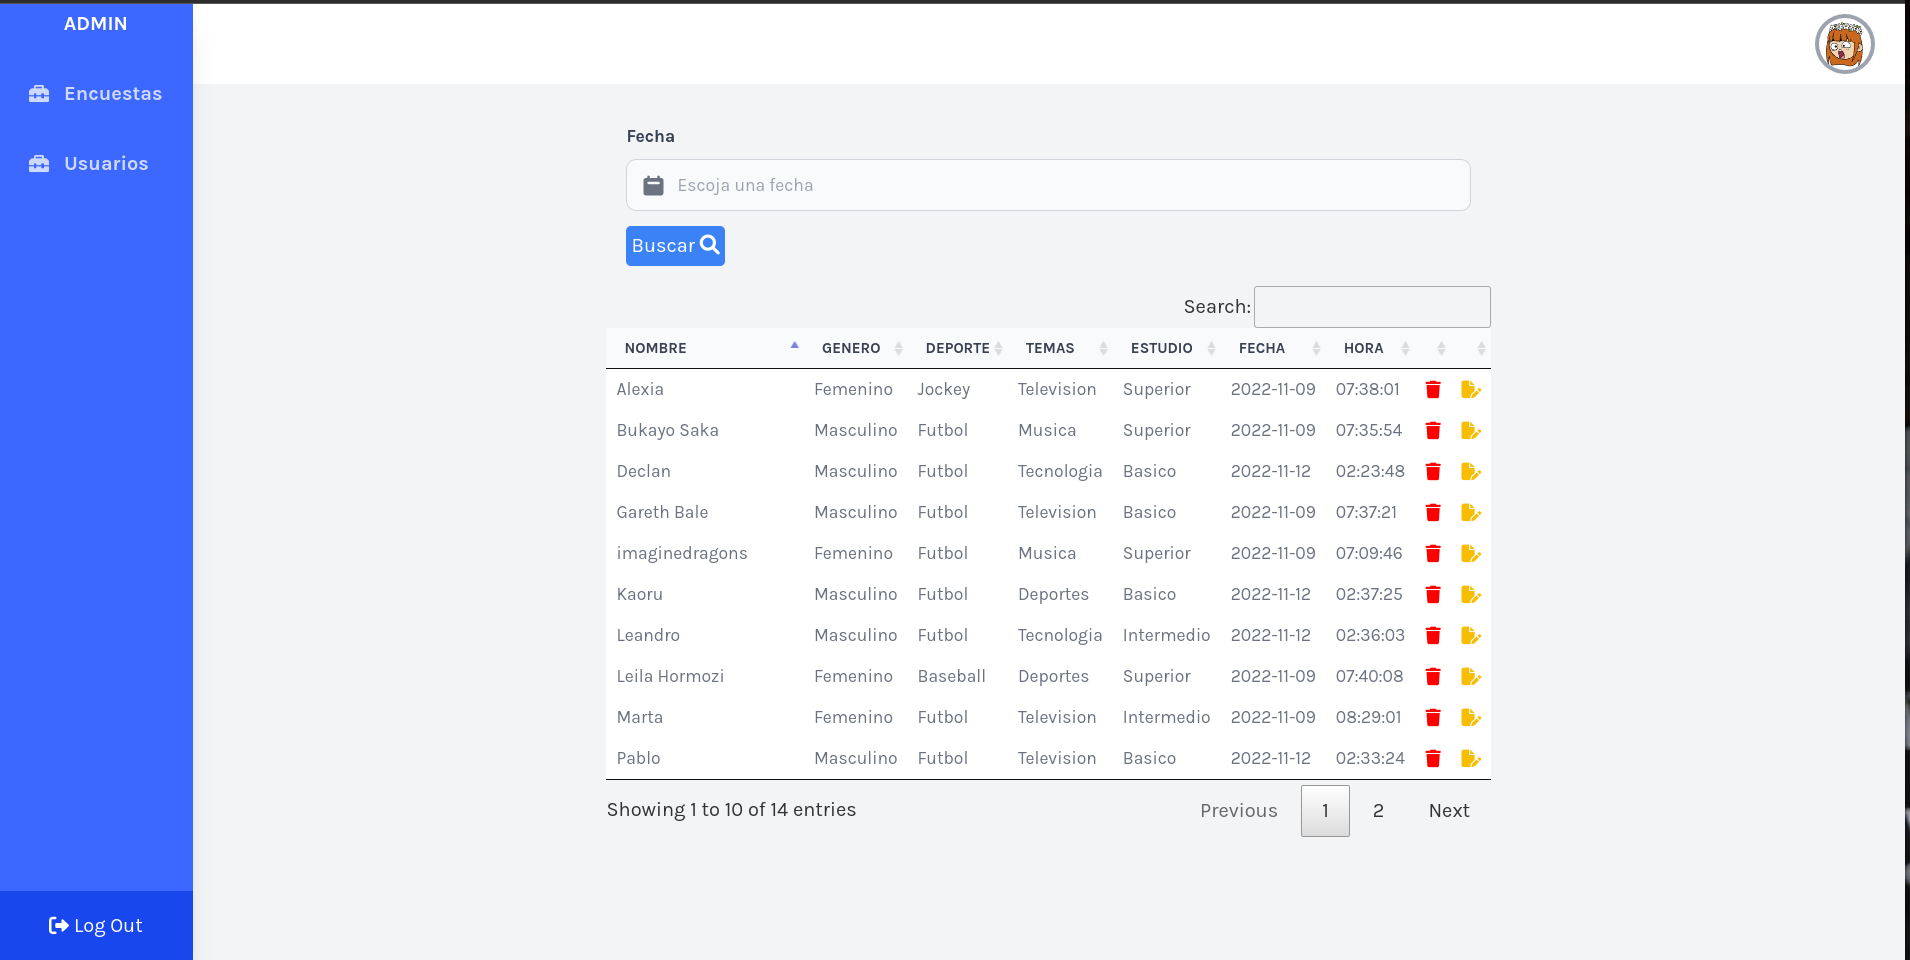 ADMIN
Encuestas
Usuarios
Log Out
Fecha
Escoja una fecha
Buscar
Search:
NOMBRE GENERO DEPORTE TEMAS ESTUDIO FECHA HORA
Alexia Femenino Jockey Television Superior 2022-11-09 07:38:01
Bukayo Saka Masculino Futbol Musica Superior 2022-11-09 07:35:54
Declan Masculino Futbol Tecnologia Basico 2022-11-12 02:23:48
Gareth Bale Masculino Futbol Television Basico 2022-11-09 07:37:21
imaginedragons Femenino Futbol Musica Superior 2022-11-09 07:09:46
Kaoru Masculino Futbol Deportes Basico 2022-11-12 02:37:25
Leandro Masculino Futbol Tecnologia Intermedio 2022-11-12 02:36:03
Leila Hormozi Femenino Baseball Deportes Superior 2022-11-09 07:40:08
Marta Femenino Futbol Television Intermedio 2022-11-09 08:29:01
Pablo Masculino Futbol Television Basico 2022-11-12 02:33:24
Showing 1 to 10 of 14 entries
Previous 1 2 Next